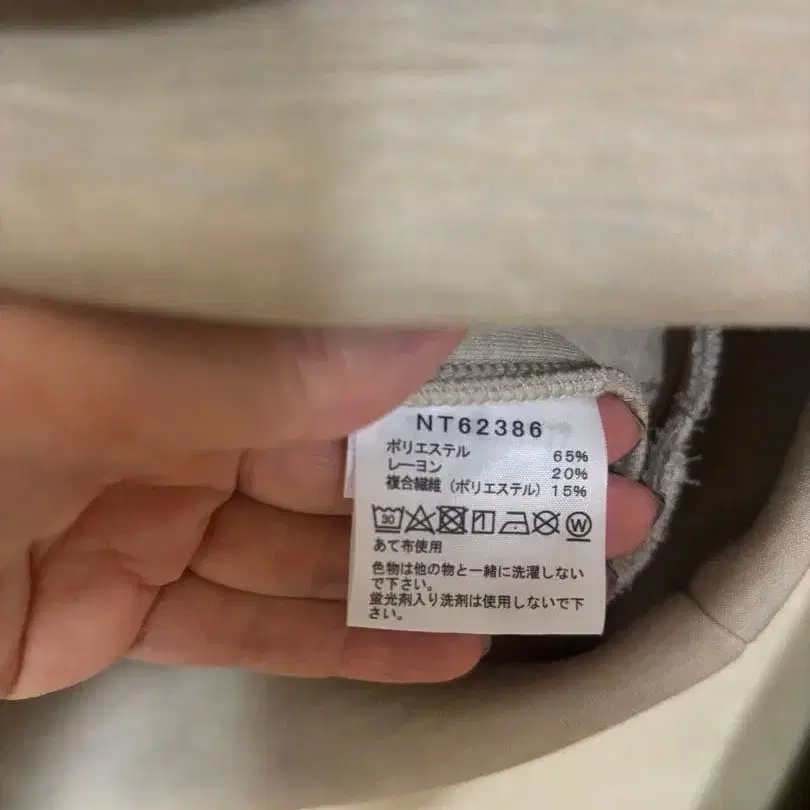 NT62386
ポリエステル 65%
レーヨン 20%
複合繊維（ポリエステル）15%
30 W
あて布使用
色物は他の物と一緒に洗濯しない
で下さい。
蛍光剤入り洗剤は使用しないで下
さい。